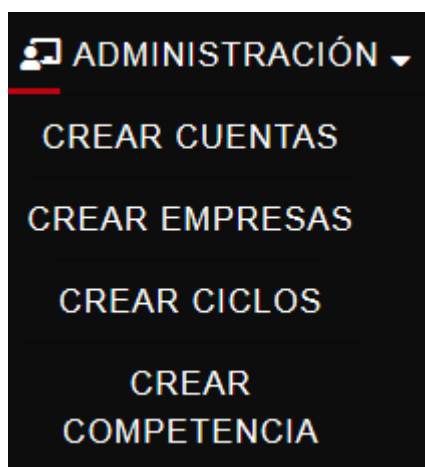 ADMINISTRACIÓN
CREAR CUENTAS
CREAR EMPRESAS
CREAR CICLOS
CREAR
COMPETENCIA